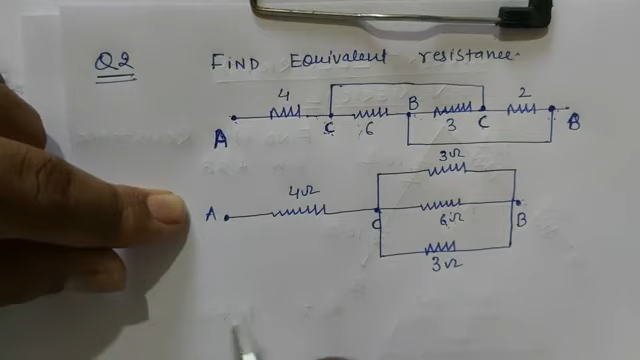 Q2 FIND Equivalent resistance.
4 2
B
A C 6 3 C B
3Ω
4Ω
A 6Ω B
C
3Ω